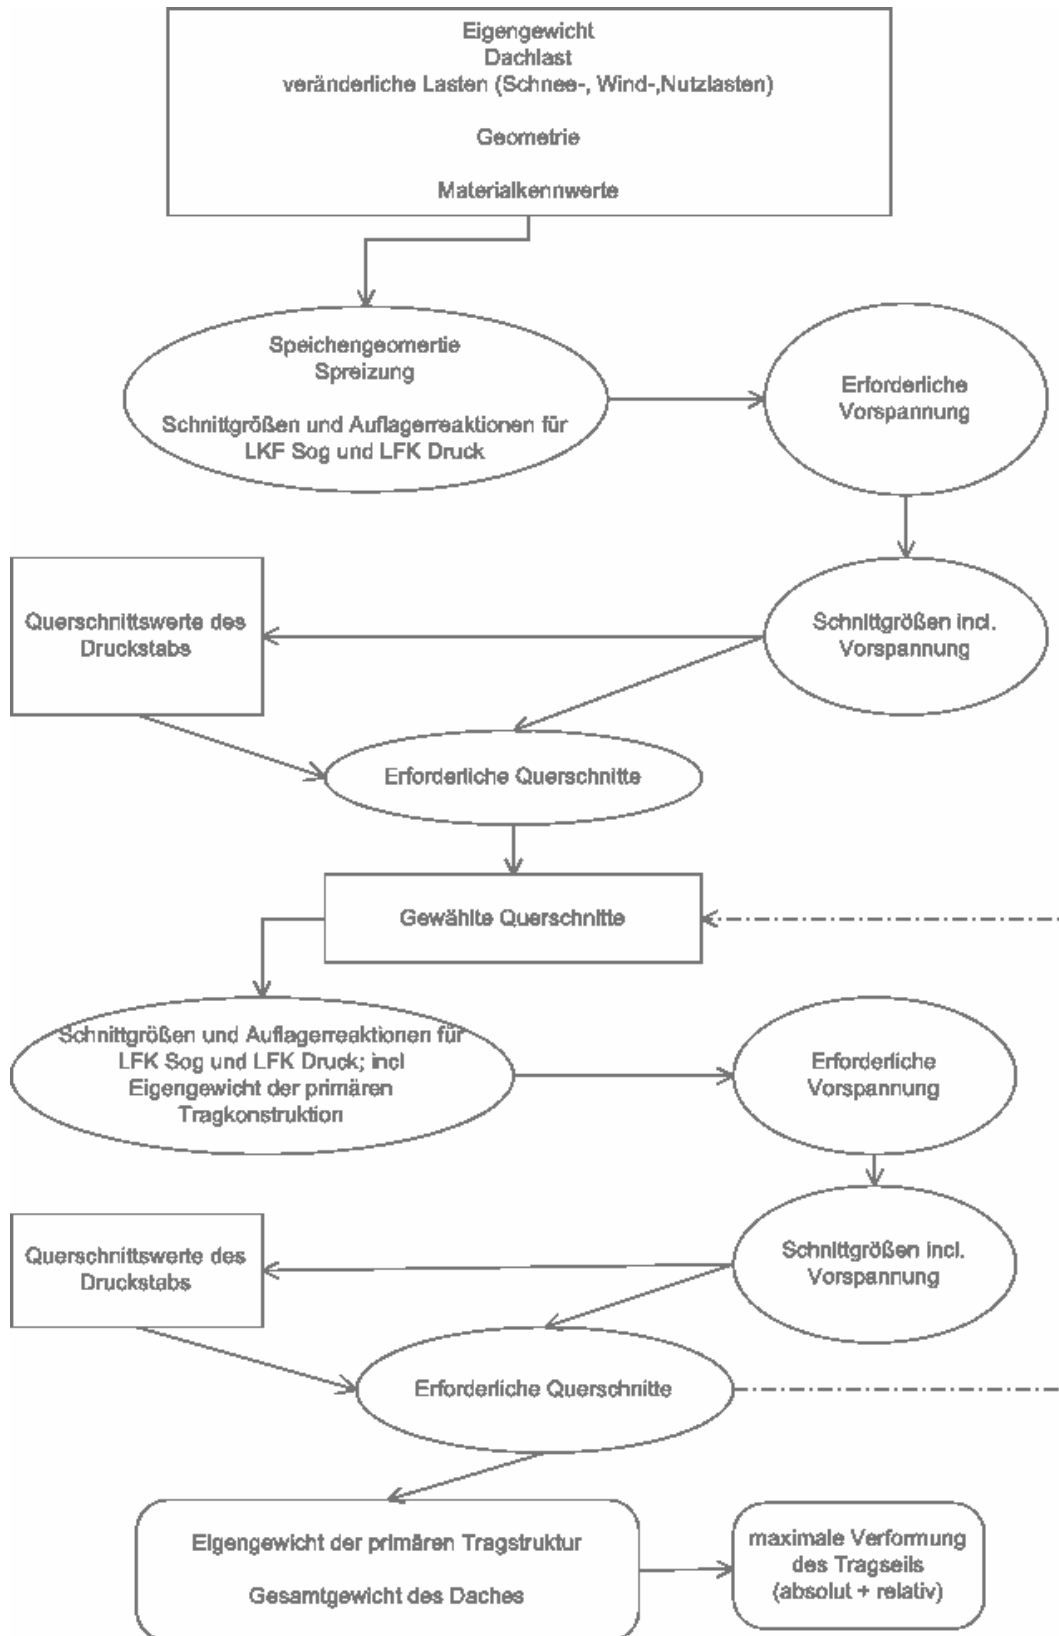 Eigengewicht
Dachlast
veränderliche Lasten (Schnee-, Wind-,Nutzlasten)
Geometrie
Materialkennwerte
Speichengeomertie
Spreizung
Schnittgrößen und Auflagerreaktionen für
LKF Sog und LFK Druck
Erforderliche
Vorspannung
Querschnittswerte des
Druckstabs
Schnittgrößen incl.
Vorspannung
Erforderliche Querschnitte
Gewählte Querschnitte
Schnittgrößen und Auflagerreaktionen für
LFK Sog und LFK Druck; incl
Eigengewicht der primären
Tragkonstruktion
Erforderliche
Vorspannung
Querschnittswerte des
Druckstabs
Schnittgrößen incl.
Vorspannung
Erforderliche Querschnitte
Eigengewicht der primären Tragstruktur
Gesamtgewicht des Daches
maximale Verformung
des Tragseils
(absolut + relativ)